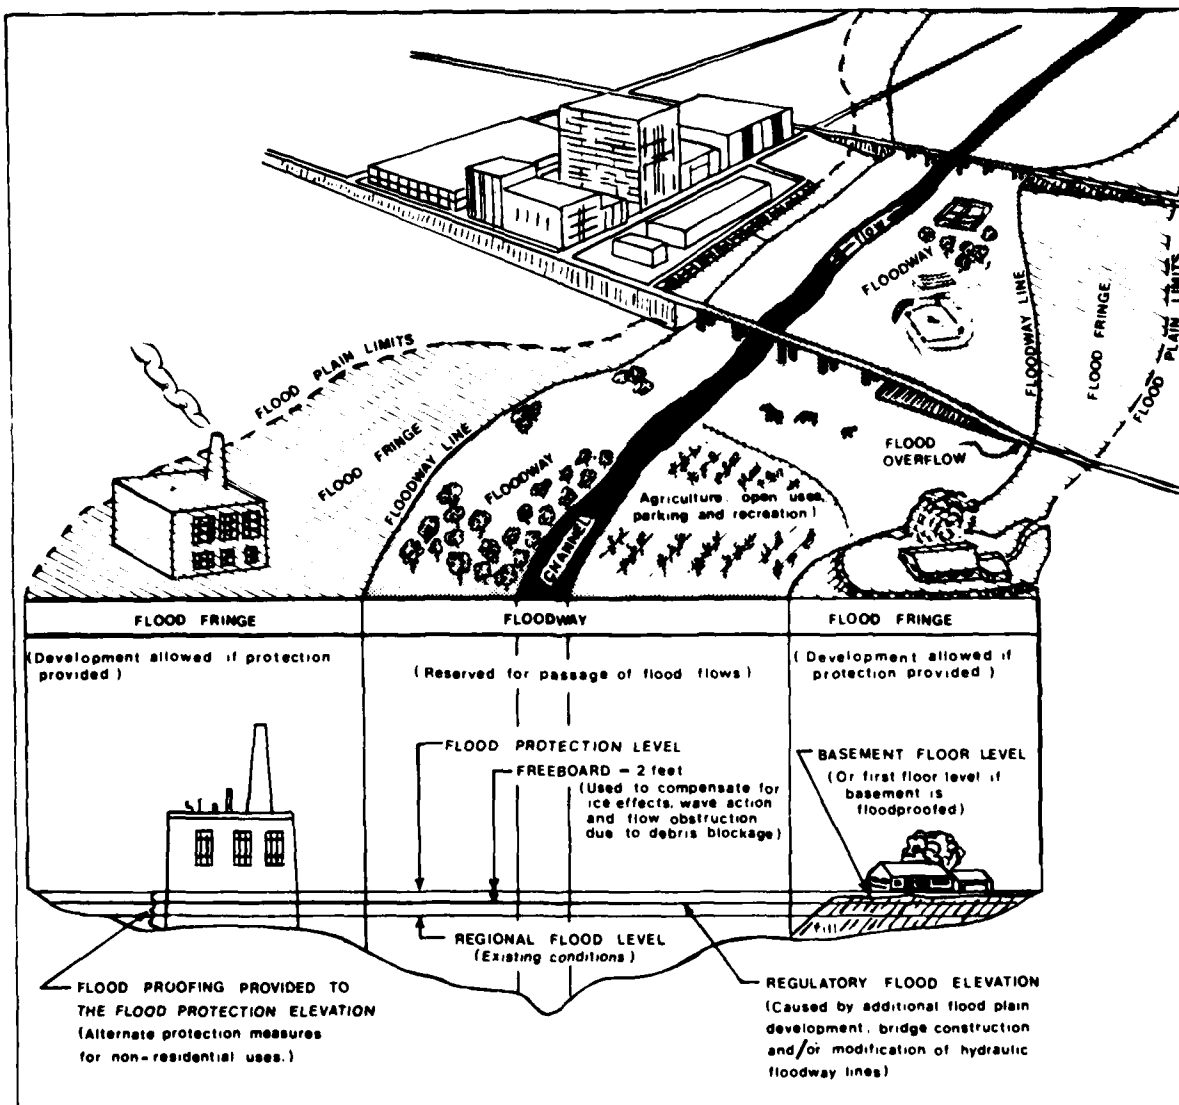 FLOODWAY
FLOODWAY LINE
FLOOD FRINGE
FLOOD PLAIN LIMITS
FLOOD PLAIN LIMITS
FLOOD FRINGE
FLOODWAY LINE
FLOODWAY
FLOOD
OVERFLOW
Agriculture, open uses,
parking and recreation)
CHANNEL
FLOOD FRINGE
FLOODWAY
FLOOD FRINGE
(Development allowed if protection
provided)
(Reserved for passage of flood flows)
(Development allowed if
protection provided)
FLOOD PROTECTION LEVEL
FREEBOARD - 2 feet
(Used to compensate for
ice effects, wave action
and flow obstruction
due to debris blockage)
BASEMENT FLOOR LEVEL
(Or first floor level if
basement is
floodproofed)
fill
REGIONAL FLOOD LEVEL
(Existing conditions)
FLOOD PROOFING PROVIDED TO
THE FLOOD PROTECTION ELEVATION
(Alternate protection measures
for non-residential uses.)
REGULATORY FLOOD ELEVATION
(Caused by additional flood plain
development, bridge construction
and/or modification of hydraulic
floodway lines)